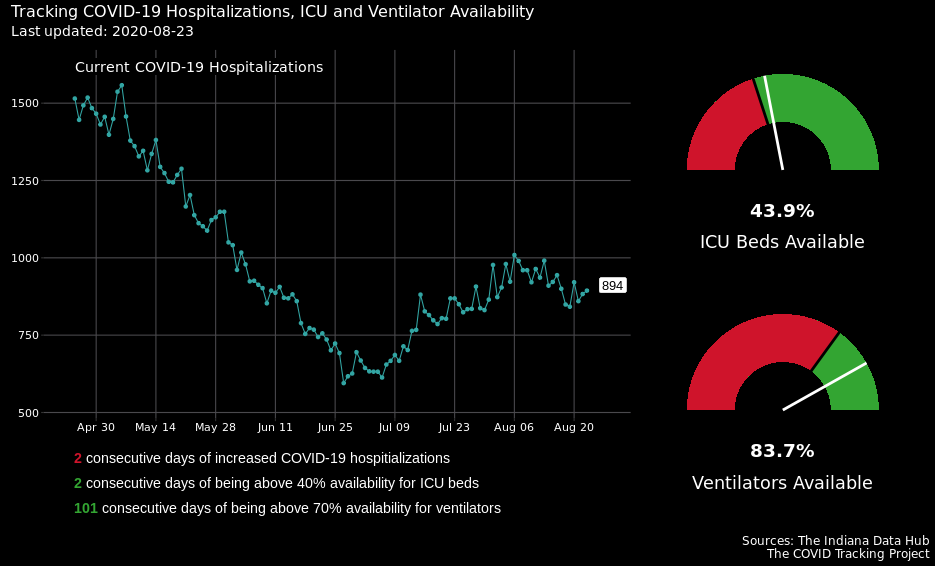 Tracking COVID-19 Hospitalizations, ICU and Ventilator Availability
Last updated: 2020-08-23
Current COVID-19 Hospitalizations
1500
1250
1000
750
500
Apr 30 May 14 May 28 Jun 11 Jun 25 Jul 09 Jul 23 Aug 06 Aug 20
894
43.9%
ICU Beds Available
83.7%
Ventilators Available
2 consecutive days of increased COVID-19 hospitializations
2 consecutive days of being above 40% availability for ICU beds
101 consecutive days of being above 70% availability for ventilators
Sources: The Indiana Data Hub
The COVID Tracking Project